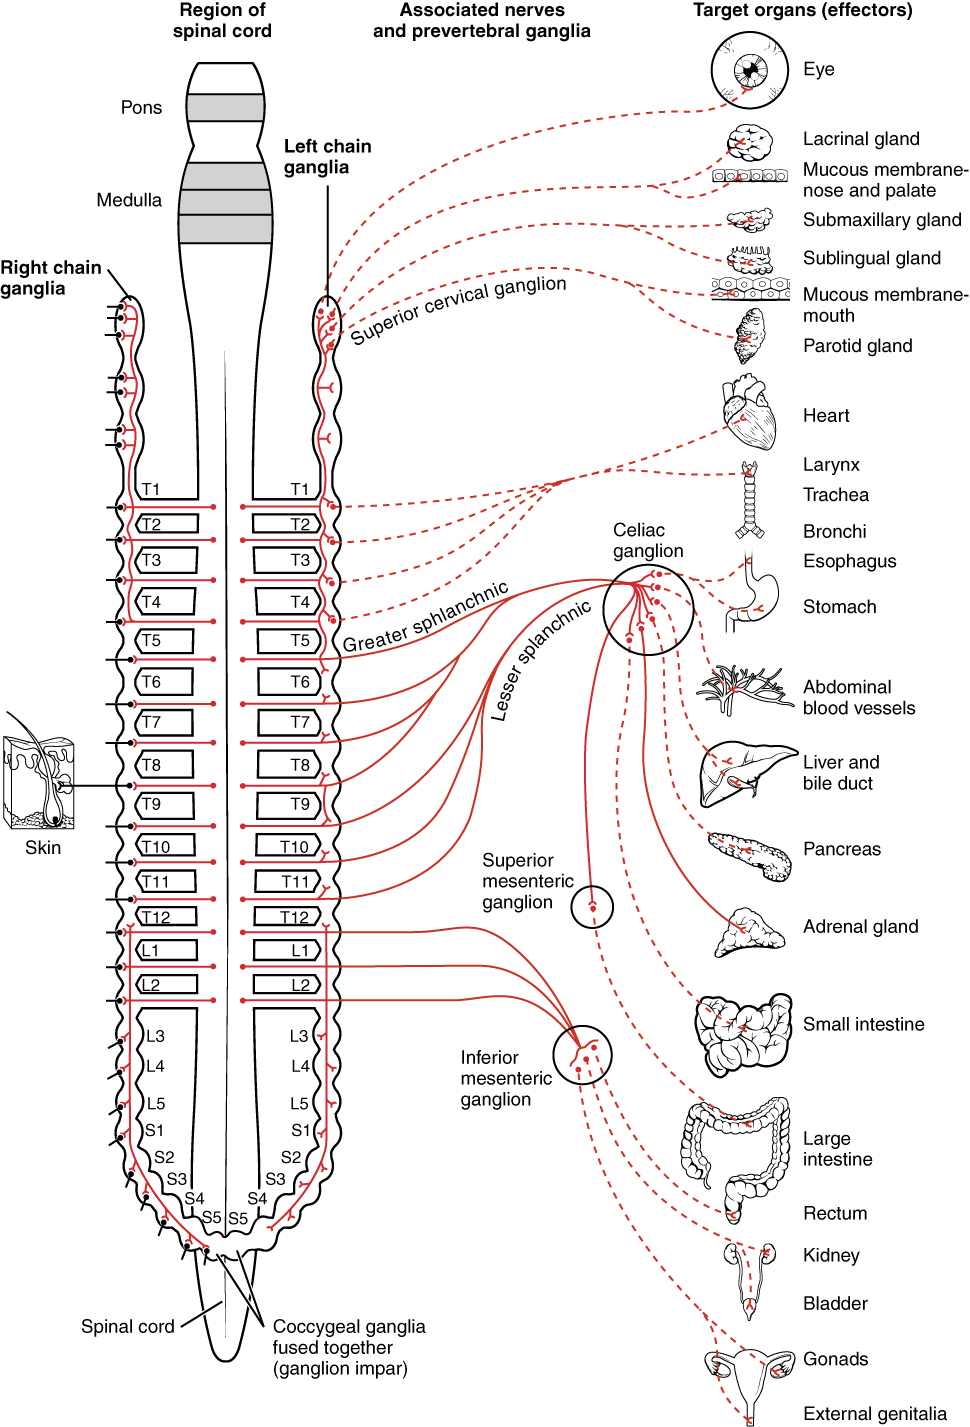 Region of
spinal cord
Associated nerves
and prevertebral ganglia
Target organs (effectors)
Pons
Medulla
Left chain
ganglia
Right chain
ganglia
Superior cervical ganglion
Eye
Lacrinal gland
Mucous membrane-
nose and palate
Submaxillary gland
Sublingual gland
Mucous membrane-
mouth
Parotid gland
Heart
Larynx
Trachea
Bronchi
Esophagus
Stomach
Abdominal
blood vessels
Liver and
bile duct
Pancreas
Adrenal gland
Small intestine
Large
intestine
Rectum
Kidney
Bladder
Gonads
External genitalia
Celiac
ganglion
Greater sphlanchnic
Lesser splanchnic
Superior
mesenteric
ganglion
Inferior
mesenteric
ganglion
T1 T1
T2 T2
T3 T3
T4 T4
T5 T5
T6 T6
T7 T7
T8 T8
T9 T9
T10 T10
T11 T11
T12 T12
L1 L1
L2 L2
L3 L3
L4 L4
L5 L5
S1 S1
S2 S2
S3 S3
S4 S4
S5 S5
Skin
Spinal cord
Coccygeal ganglia
fused together
(ganglion impar)